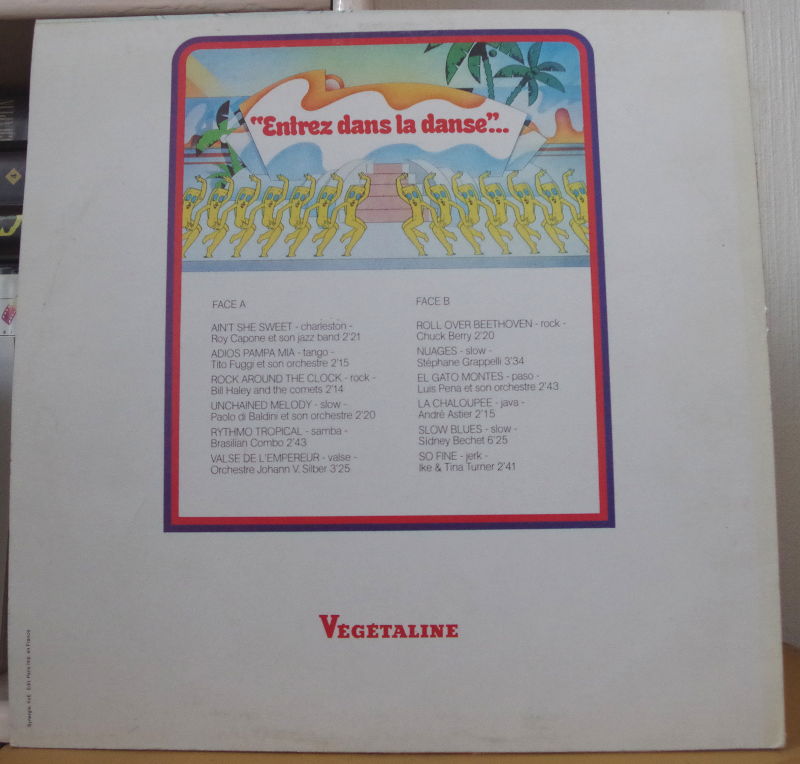 "Entrez dans la danse"...
FACE A
AIN'T SHE SWEET - charleston -
Roy Capone et son jazz band 2'21
ADIOS PAMPA MIA - tango -
Tito Fuggi et son orchestre 2'15
ROCK AROUND THE CLOCK - rock -
Bill Haley and the comets 2'14
UNCHAINED MELODY - slow -
Paolo di Baldini et son orchestre 2'20
RYTHMO TROPICAL - samba -
Brasilian Combo 2'43
VALSE DE L'EMPEREUR - valse -
Orchestre Johann V. Silber 3'25
FACE B
ROLL OVER BEETHOVEN - rock -
Chuck Berry 2'20
NUAGES - slow -
Stéphane Grappelli 3'34
EL GATO MONTES - paso -
Luis Pena et son orchestre 2'43
LA CHALOUPEE - java -
André Astier 2'15
SLOW BLUES - slow -
Sidney Bechet 6'25
SO FINE - jerk -
Ike & Tina Turner 2'41
VÉGÉTALINE
Imp. en France